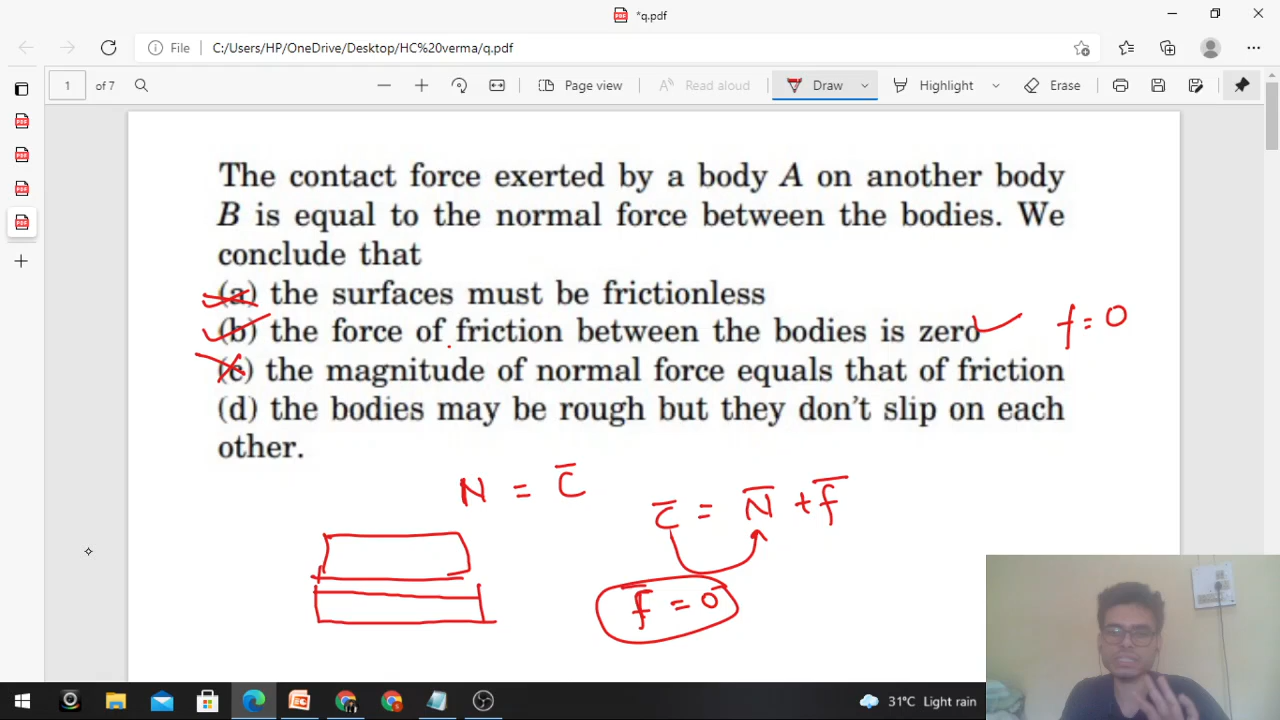 *q.pdf
File C:/Users/HP/OneDrive/Desktop/HC%20verma/q.pdf
1 of 7 Page view Read aloud Draw Highlight Erase
The contact force exerted by a body A on another body
B is equal to the normal force between the bodies. We
conclude that
(a) the surfaces must be frictionless
(b) the force of friction between the bodies is zero f = 0
(c) the magnitude of normal force equals that of friction
(d) the bodies may be rough but they don't slip on each
other.
N = C̅
C̅ = N̅ + f̅
f̅ = 0̅
31°C Light rain